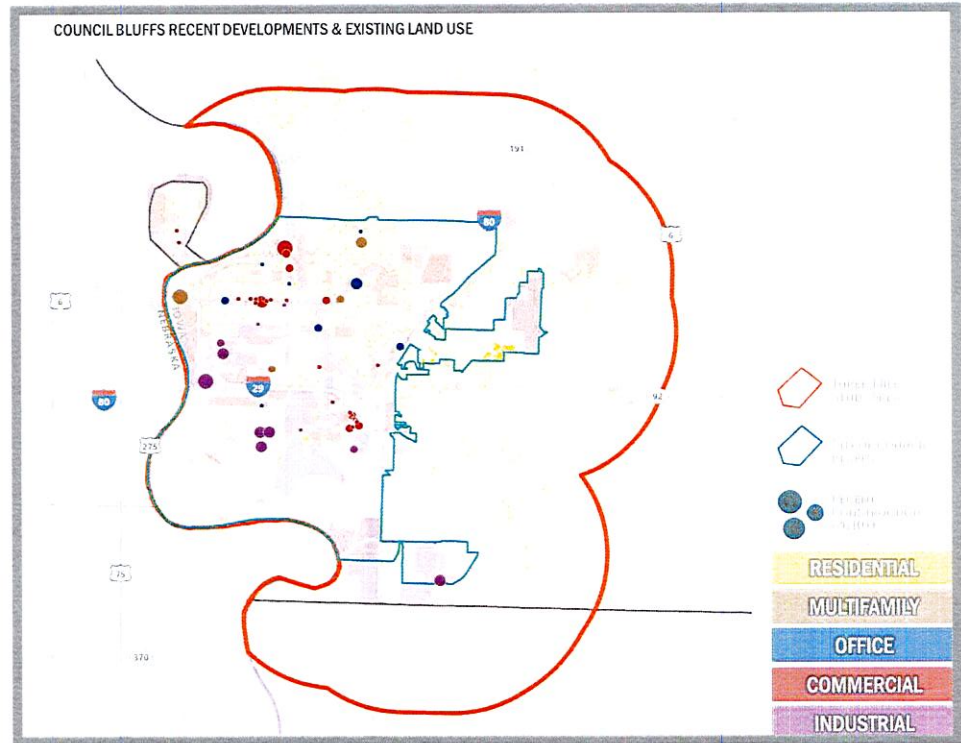 COUNCIL BLUFFS RECENT DEVELOPMENTS & EXISTING LAND USE
191
80
6
6
IOWA
NEBRASKA
29
80
92
275
75
370
RESIDENTIAL
MULTIFAMILY
OFFICE
COMMERCIAL
INDUSTRIAL